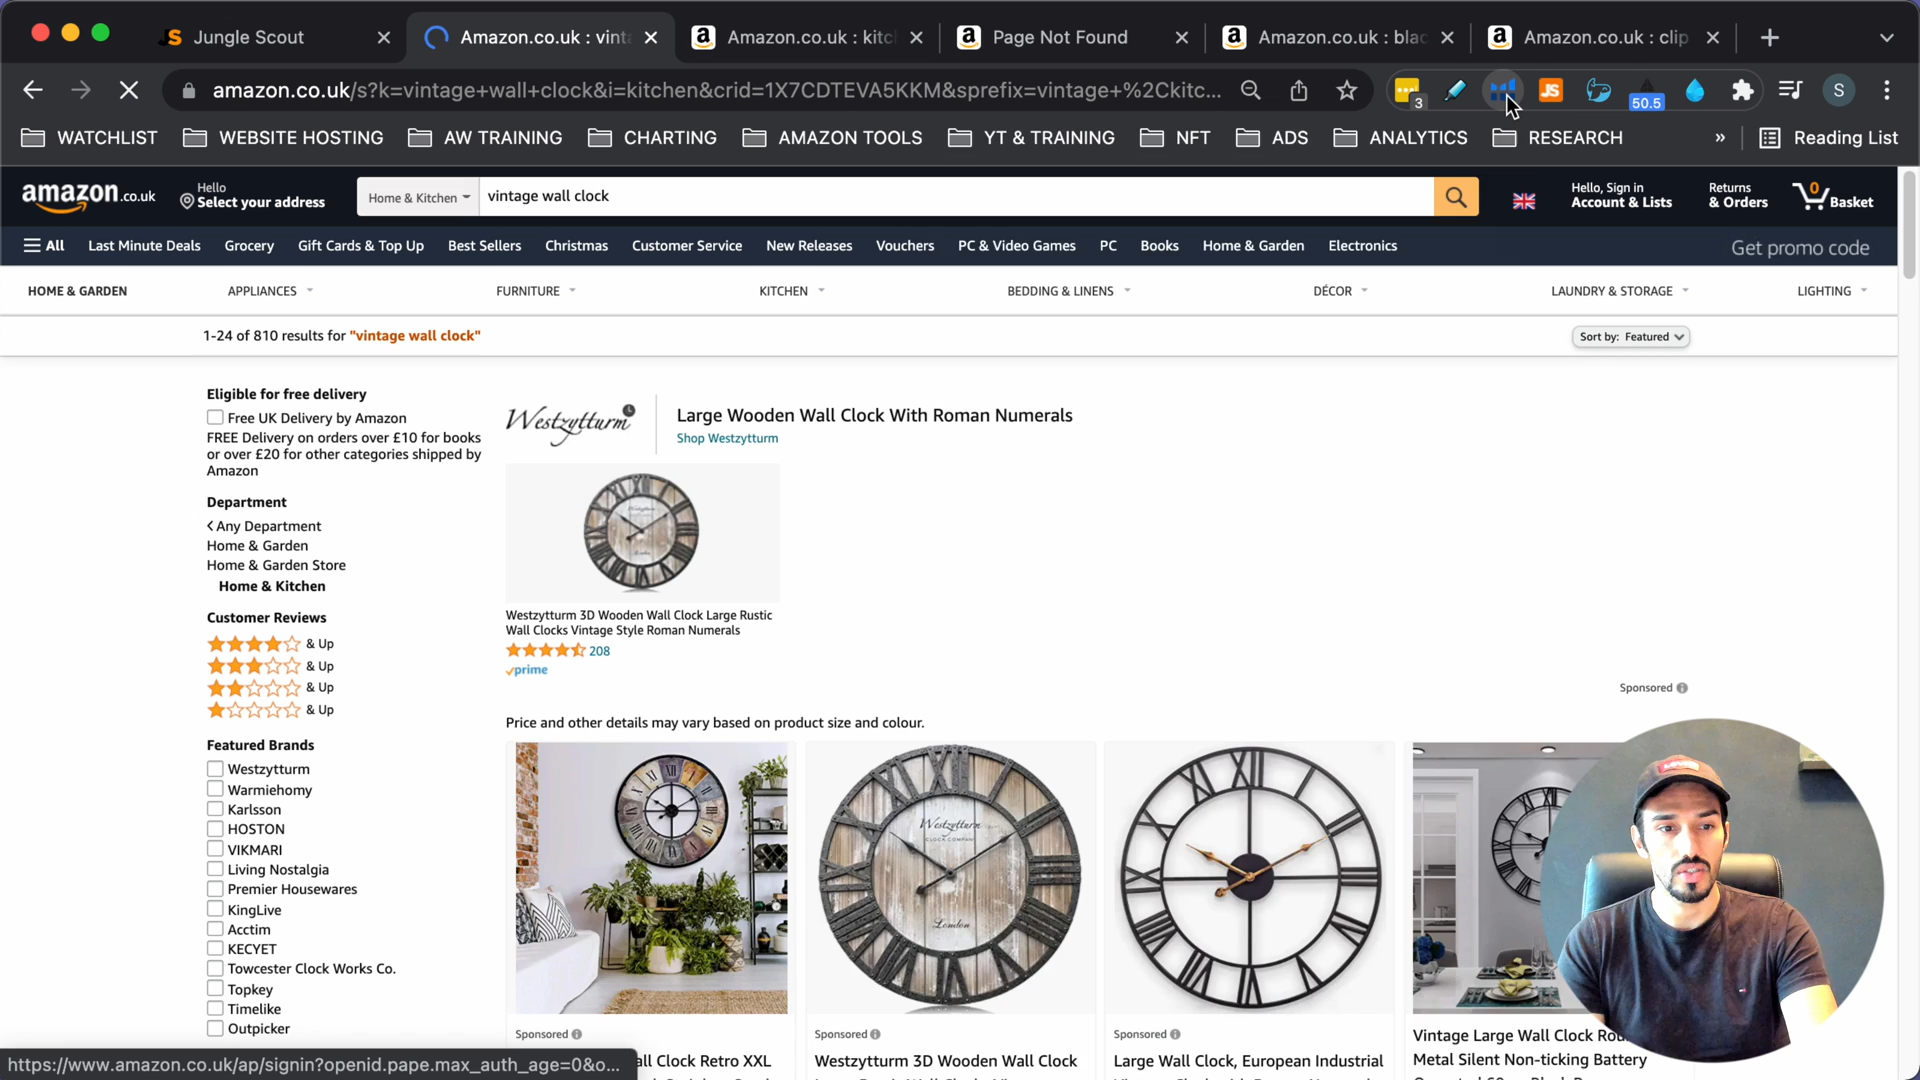 Jungle Scout
Amazon.co.uk : vint
Amazon.co.uk : kitc
Page Not Found
Amazon.co.uk : blac
Amazon.co.uk : clip
amazon.co.uk/s?k=vintage+wall+clock&i=kitchen&crid=1X7CDTEVA5KKM&sprefix=vintage+%2Ckitc...
3
JS
50.5
S
WATCHLIST
WEBSITE HOSTING
AW TRAINING
CHARTING
AMAZON TOOLS
YT & TRAINING
NFT
ADS
ANALYTICS
RESEARCH
»
Reading List
amazon.co.uk
Hello
Select your address
Home & Kitchen
vintage wall clock
Hello, Sign in
Account & Lists
Returns
& Orders
0
Basket
All
Last Minute Deals
Grocery
Gift Cards & Top Up
Best Sellers
Christmas
Customer Service
New Releases
Vouchers
PC & Video Games
PC
Books
Home & Garden
Electronics
Get promo code
HOME & GARDEN
APPLIANCES
FURNITURE
KITCHEN
BEDDING & LINENS
DÉCOR
LAUNDRY & STORAGE
LIGHTING
1-24 of 810 results for "vintage wall clock"
Sort by: Featured
Eligible for free delivery
Free UK Delivery by Amazon
FREE Delivery on orders over £10 for books
or over £20 for other categories shipped by
Amazon
Department
Any Department
Home & Garden
Home & Garden Store
Home & Kitchen
Customer Reviews
& Up
& Up
& Up
& Up
Featured Brands
Westzytturm
Warmiehomy
Karlsson
HOSTON
VIKMARI
Living Nostalgia
Premier Housewares
KingLive
Acctim
KECYET
Towcester Clock Works Co.
Topkey
Timelike
Outpicker
Westzytturm
Large Wooden Wall Clock With Roman Numerals
Shop Westzytturm
Westzytturm 3D Wooden Wall Clock Large Rustic
Wall Clocks Vintage Style Roman Numerals
208
prime
Sponsored
Price and other details may vary based on product size and colour.
Westzytturm
CLOCK COMPANY
London
Sponsored
Sponsored
Sponsored
all Clock Retro XXL
Westzytturm 3D Wooden Wall Clock
Large Wall Clock, European Industrial
Vintage Large Wall Clock Rou
Metal Silent Non-ticking Battery
https://www.amazon.co.uk/ap/signin?openid.pape.max_auth_age=0&o...